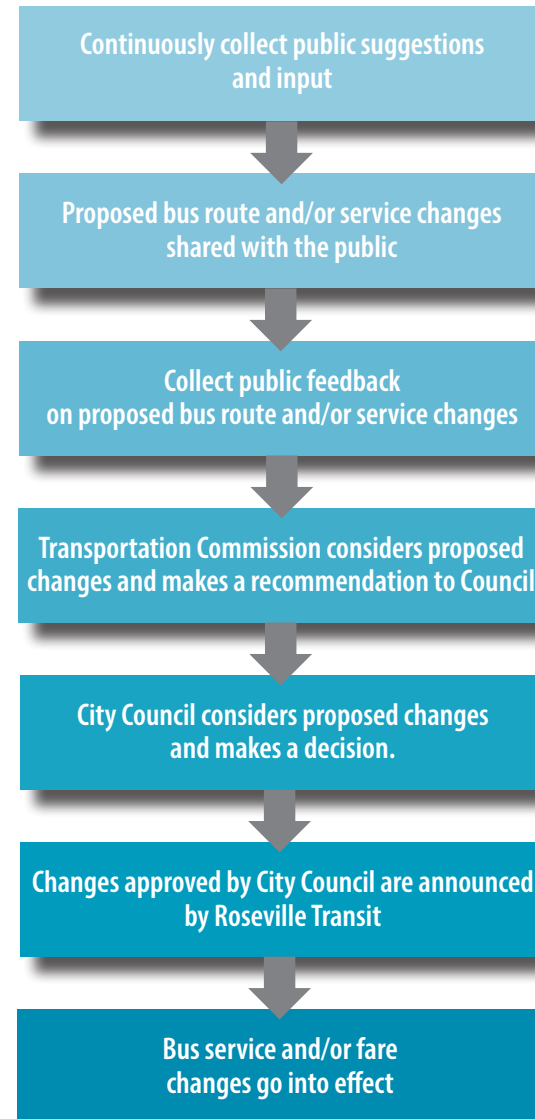 Continuously collect public suggestions
and input
Proposed bus route and/or service changes
shared with the public
Collect public feedback
on proposed bus route and/or service changes
Transportation Commission considers proposed
changes and makes a recommendation to Council
City Council considers proposed changes
and makes a decision.
Changes approved by City Council are announced
by Roseville Transit
Bus service and/or fare
changes go into effect